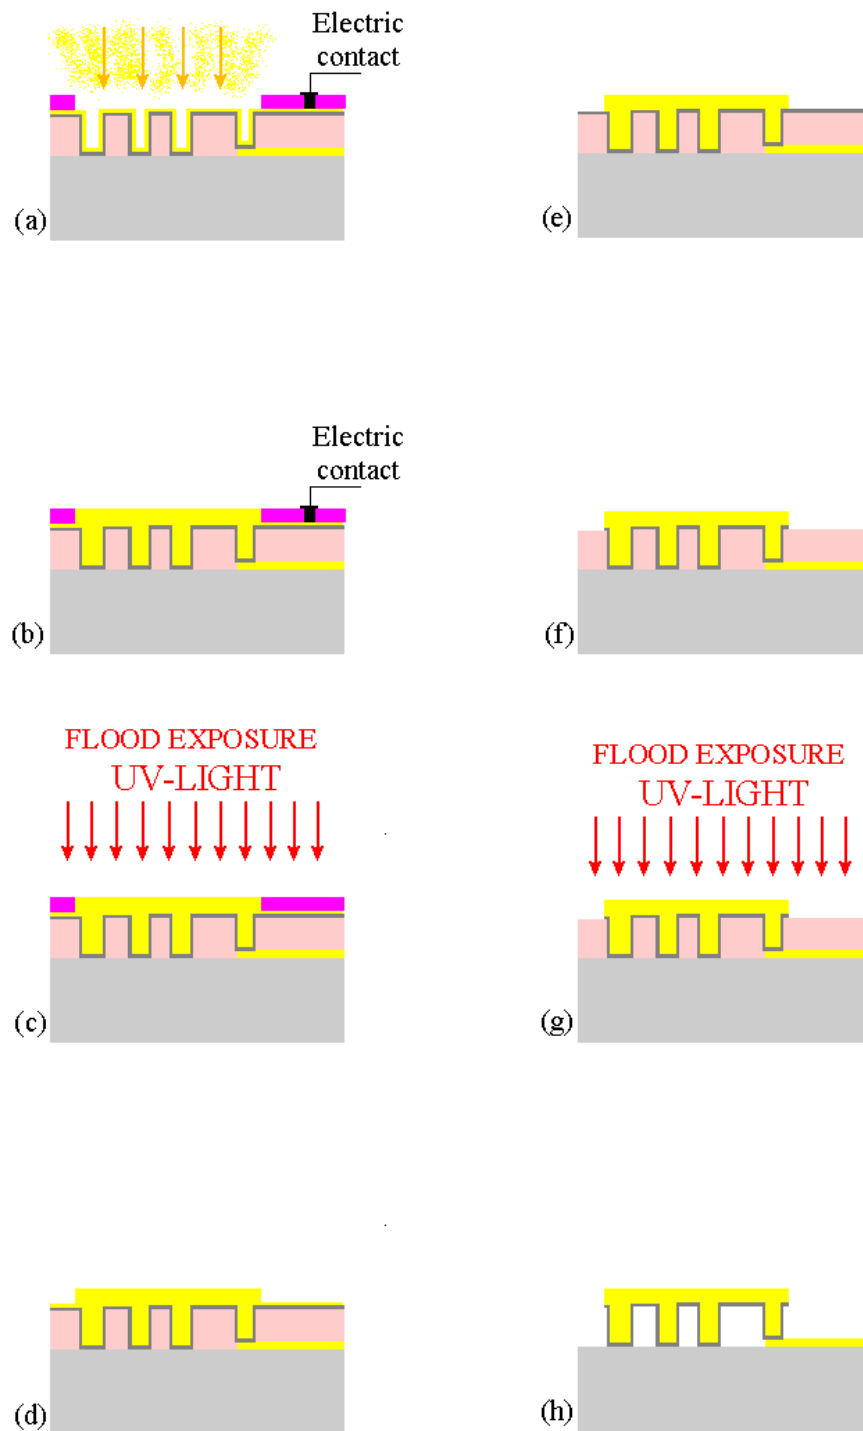 Electric
contact
(a)
(e)
Electric
contact
(b)
(f)
FLOOD EXPOSURE
UV-LIGHT
(c)
FLOOD EXPOSURE
UV-LIGHT
(g)
(d)
(h)